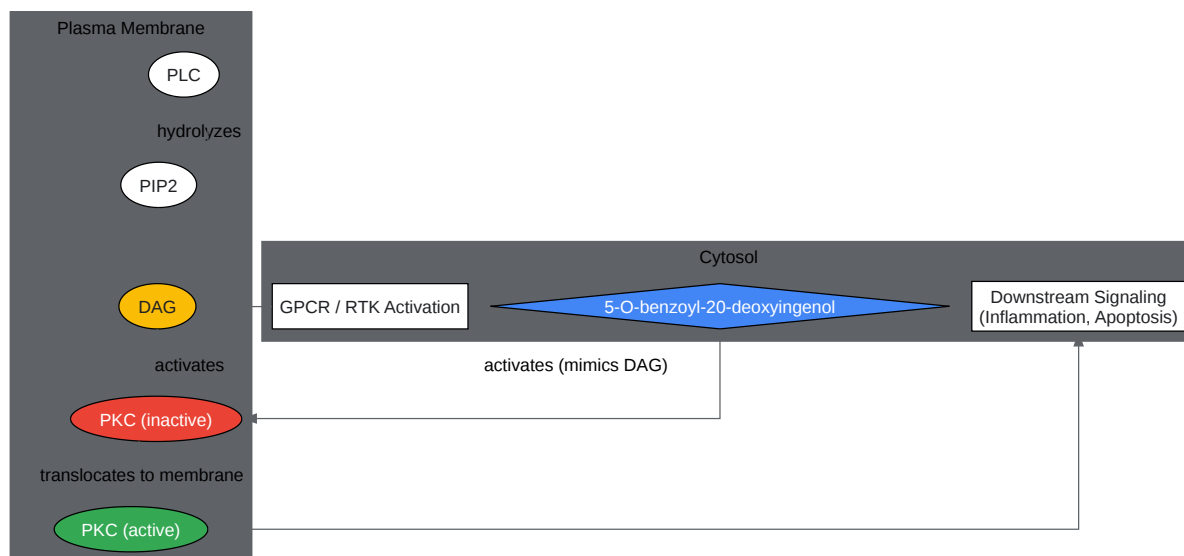 Plasma Membrane
PLC
hydrolyzes
PIP2
Cytosol
DAG
GPCR / RTK Activation
5-O-benzoyl-20-deoxyingenol
Downstream Signaling
(Inflammation, Apoptosis)
activates
activates (mimics DAG)
PKC (inactive)
translocates to membrane
PKC (active)